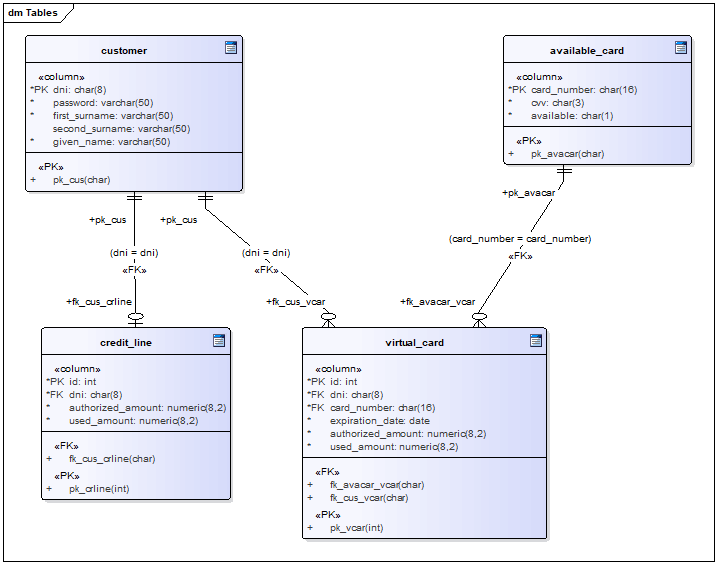 dm Tables
customer
«column»
*PK dni: char(8)
* password: varchar(50)
* first_surname: varchar(50)
second_surname: varchar(50)
* given_name: varchar(50)
«PK»
+ pk_cus(char)
available_card
«column»
*PK card_number: char(16)
* cvv: char(3)
* available: char(1)
«PK»
+ pk_avacar(char)
+pk_cus
+pk_cus
+pk_avacar
(dni = dni)
«FK»
(dni = dni)
«FK»
(card_number = card_number)
«FK»
+fk_cus_crline
+fk_cus_vcar
+fk_avacar_vcar
credit_line
«column»
*PK id: int
*FK dni: char(8)
* authorized_amount: numeric(8,2)
* used_amount: numeric(8,2)
«FK»
+ fk_cus_crline(char)
«PK»
+ pk_crline(int)
virtual_card
«column»
*PK id: int
*FK dni: char(8)
*FK card_number: char(16)
* expiration_date: date
* authorized_amount: numeric(8,2)
* used_amount: numeric(8,2)
«FK»
+ fk_avacar_vcar(char)
+ fk_cus_vcar(char)
«PK»
+ pk_vcar(int)